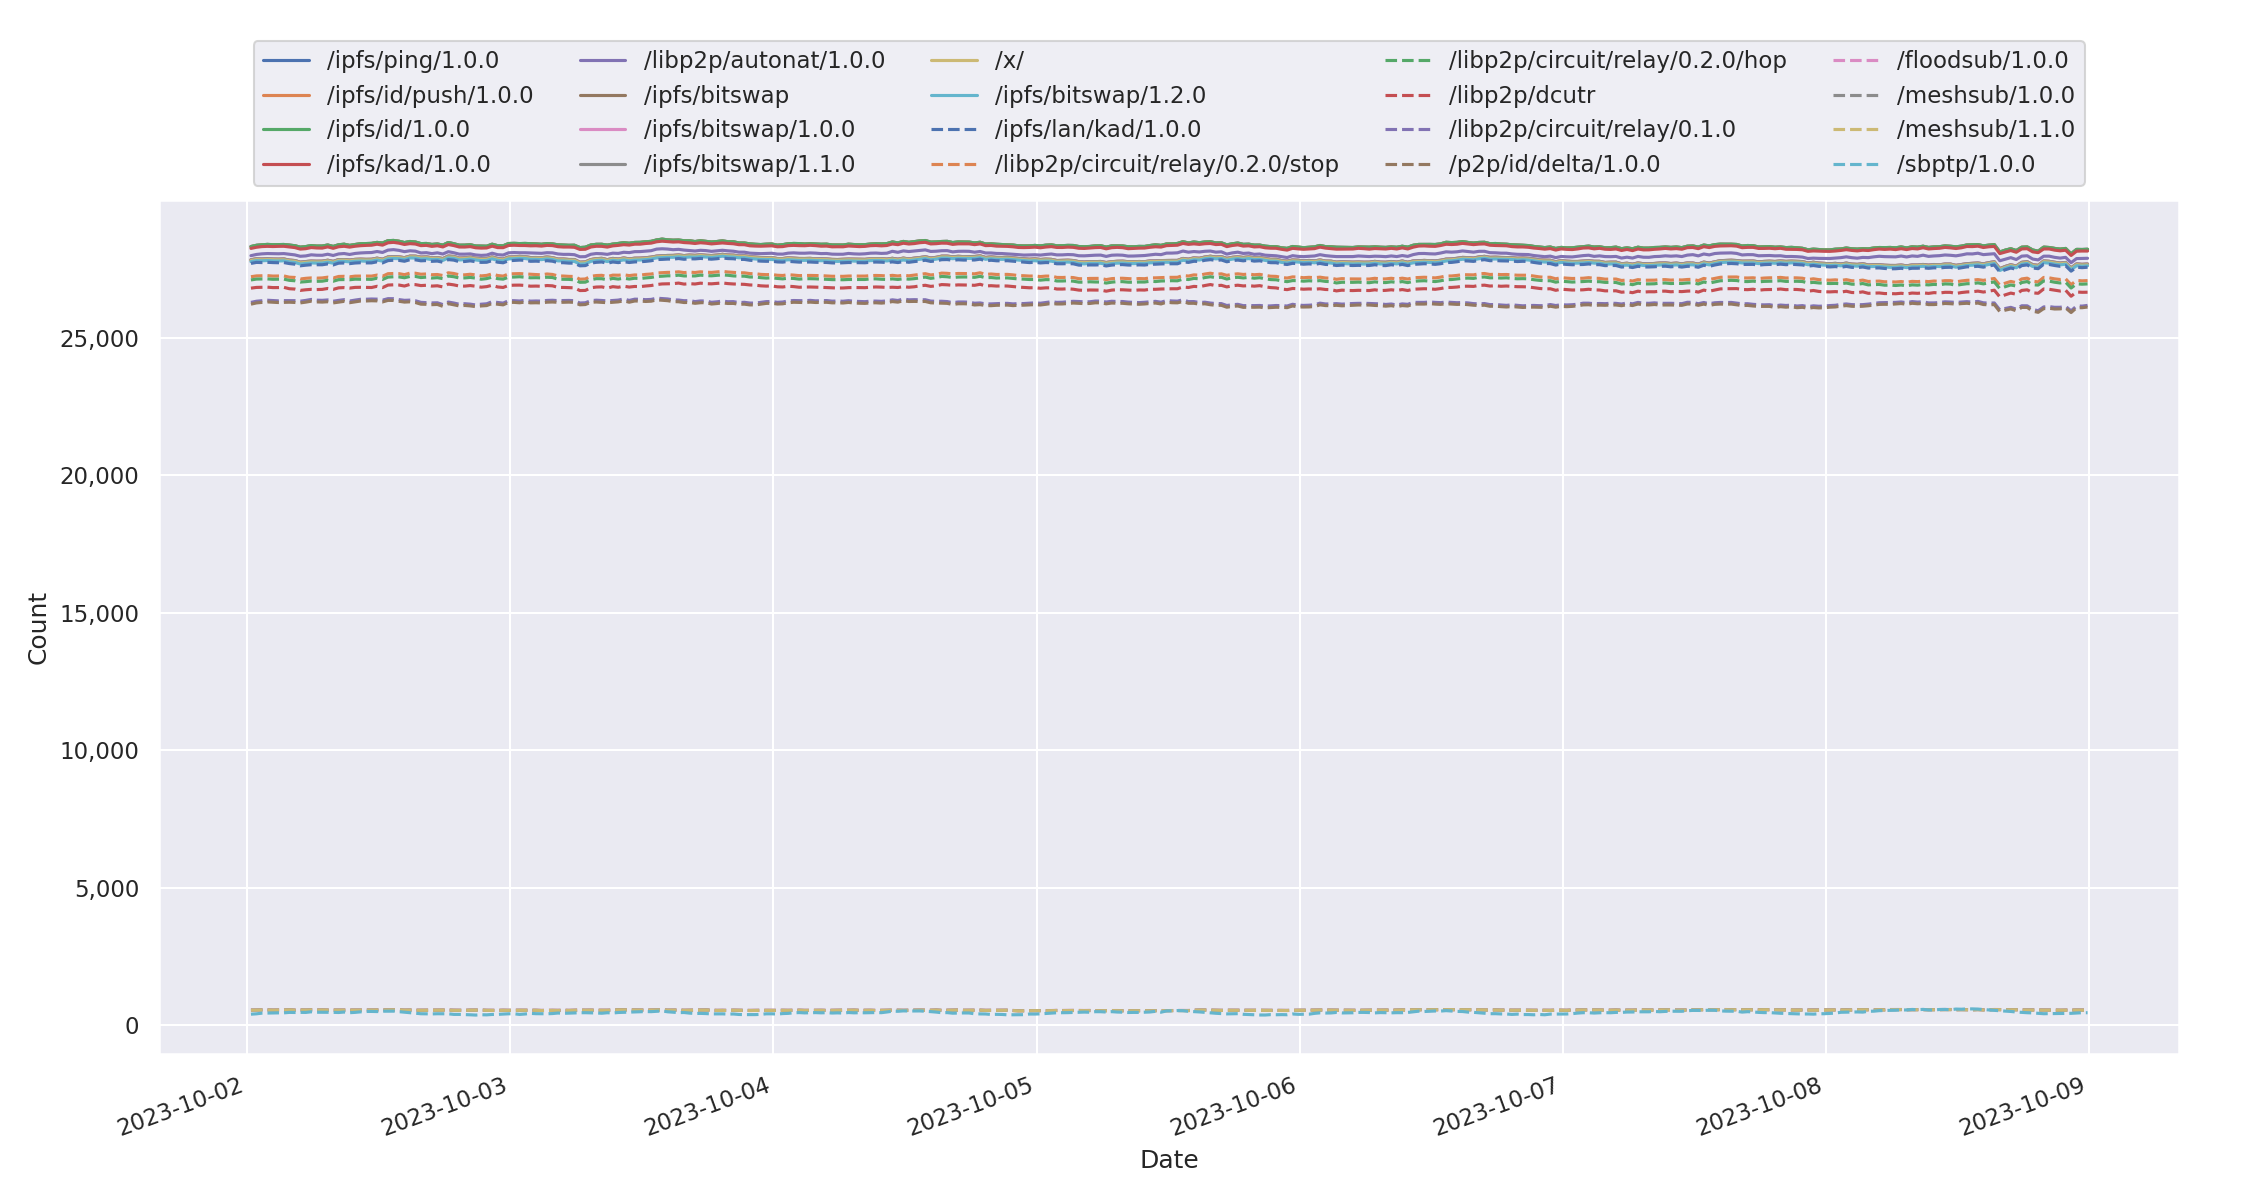 /ipfs/ping/1.0.0
/ipfs/id/push/1.0.0
/ipfs/id/1.0.0
/ipfs/kad/1.0.0
/libp2p/autonat/1.0.0
/ipfs/bitswap
/ipfs/bitswap/1.0.0
/ipfs/bitswap/1.1.0
/x/
/ipfs/bitswap/1.2.0
/ipfs/lan/kad/1.0.0
/libp2p/circuit/relay/0.2.0/stop
/libp2p/circuit/relay/0.2.0/hop
/libp2p/dcutr
/libp2p/circuit/relay/0.1.0
/p2p/id/delta/1.0.0
/floodsub/1.0.0
/meshsub/1.0.0
/meshsub/1.1.0
/sbptp/1.0.0
25,000
20,000
15,000
10,000
5,000
0
Count
2023-10-02
2023-10-03
2023-10-04
2023-10-05
2023-10-06
2023-10-07
2023-10-08
2023-10-09
Date